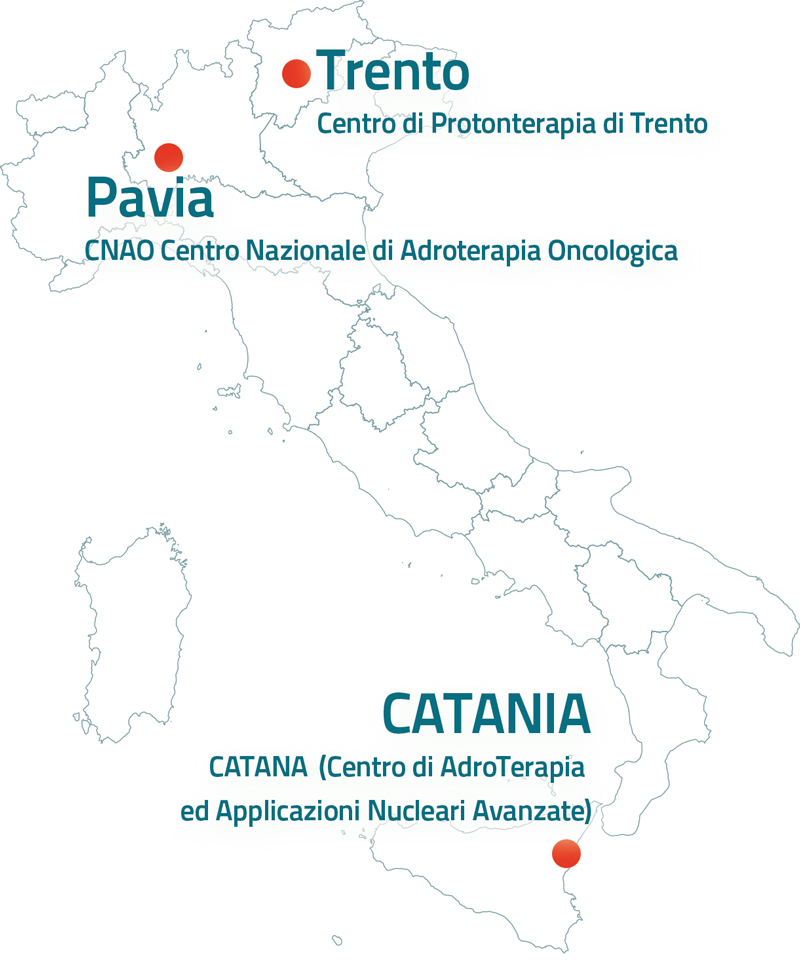 Trento
Centro di Protonterapia di Trento
Pavia
CNAO Centro Nazionale di Adroterapia Oncologica
CATANIA
CATANA (Centro di AdroTerapia
ed Applicazioni Nucleari Avanzate)